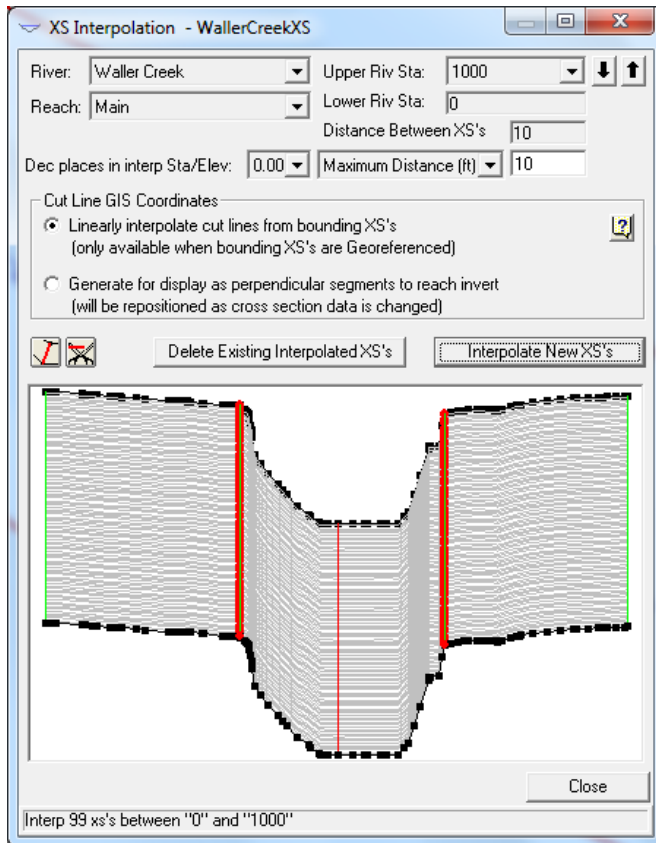 XS Interpolation - WallerCreekXS
River: Waller Creek Upper Riv Sta: 1000
Reach: Main Lower Riv Sta: 0
Distance Between XS's 10
Dec places in interp Sta/Elev: 0.00 Maximum Distance (ft) 10
Cut Line GIS Coordinates
Linearly interpolate cut lines from bounding XS's
(only available when bounding XS's are Georeferenced)
Generate for display as perpendicular segments to reach invert
(will be repositioned as cross section data is changed)
Delete Existing Interpolated XS's Interpolate New XS's
Close
Interp 99 xs's between "0" and "1000"